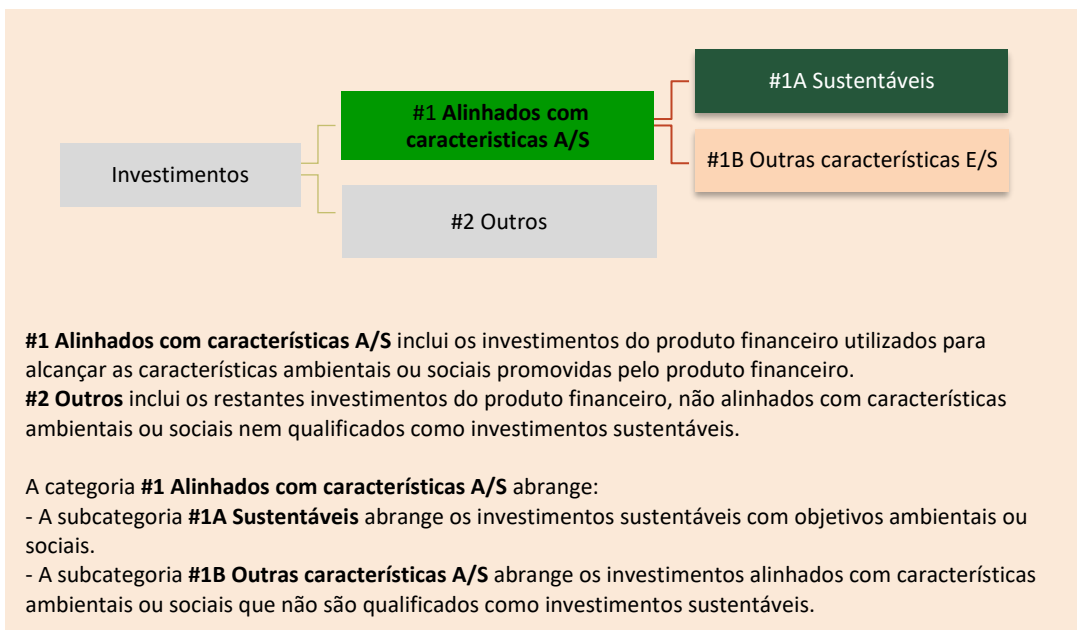 #1A Sustentáveis
#1 Alinhados com
caracteristicas A/S
#1B Outras características E/S
Investimentos
#2 Outros
#1 Alinhados com características A/S inclui os investimentos do produto financeiro utilizados para
alcançar as características ambientais ou sociais promovidas pelo produto financeiro.
#2 Outros inclui os restantes investimentos do produto financeiro, não alinhados com características
ambientais ou sociais nem qualificados como investimentos sustentáveis.
A categoria #1 Alinhados com características A/S abrange:
- A subcategoria #1A Sustentáveis abrange os investimentos sustentáveis com objetivos ambientais ou
sociais.
- A subcategoria #1B Outras características A/S abrange os investimentos alinhados com características
ambientais ou sociais que não são qualificados como investimentos sustentáveis.